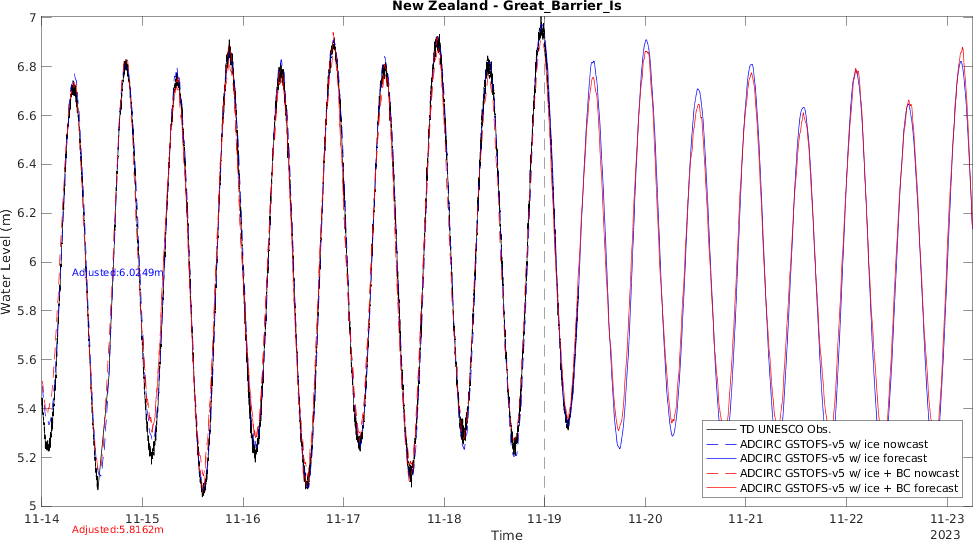 New Zealand - Great_Barrier_Is
7
6.8
6.6
6.4
6.2
6
5.8
5.6
5.4
5.2
5
Water Level (m)
Adjusted:6.0249m
TD UNESCO Obs.
ADCIRC GSTOFS-v5 w/ ice nowcast
ADCIRC GSTOFS-v5 w/ ice forecast
ADCIRC GSTOFS-v5 w/ ice + BC nowcast
ADCIRC GSTOFS-v5 w/ ice + BC forecast
11-14 11-15 11-16 11-17 11-18 11-19 11-20 11-21 11-22 11-23
Adjusted:5.8162m
Time
2023